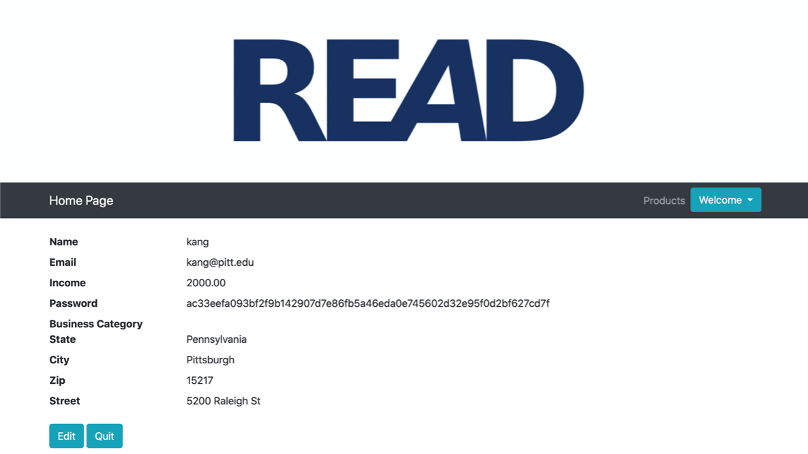 READ
Home Page Products Welcome
Name kang
Email kang@pitt.edu
Income 2000.00
Password ac33eefa093bf2f9b142907d7e86fb5a46eda0e745602d32e95f0d2bf627cd7f
Business Category
State Pennsylvania
City Pittsburgh
Zip 15217
Street 5200 Raleigh St
Edit Quit